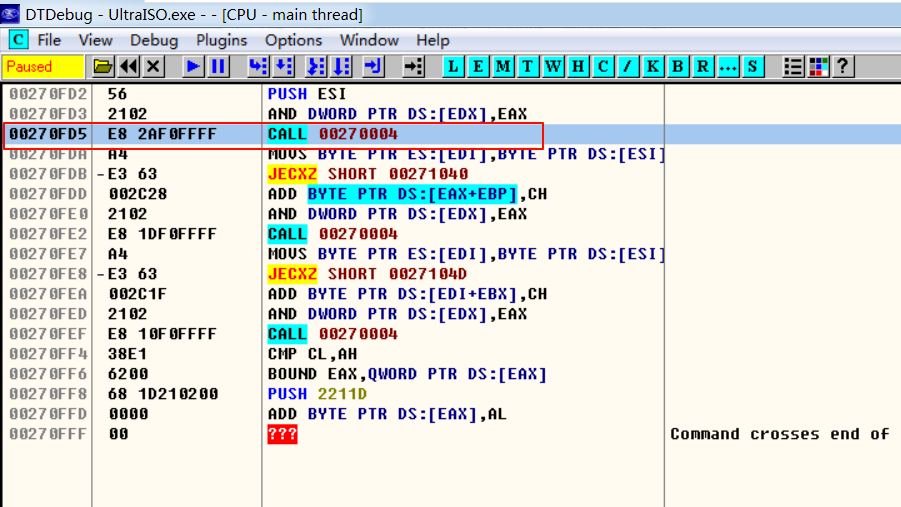 DTDebug - UltraISO.exe - - [CPU - main thread]
C File View Debug Plugins Options Window Help
Paused L E M T W H C / K B R ... S ?
00270FD2 56 PUSH ESI
00270FD3 2102 AND DWORD PTR DS:[EDX],EAX
00270FD5 E8 2AF0FFFF CALL 00270004
00270FDA A4 MOVS BYTE PTR ES:[EDI],BYTE PTR DS:[ESI]
00270FDB -E3 63 JECXZ SHORT 00271040
00270FDD 002C28 ADD BYTE PTR DS:[EAX+EBP],CH
00270FE0 2102 AND DWORD PTR DS:[EDX],EAX
00270FE2 E8 1DF0FFFF CALL 00270004
00270FE7 A4 MOVS BYTE PTR ES:[EDI],BYTE PTR DS:[ESI]
00270FE8 -E3 63 JECXZ SHORT 0027104D
00270FEA 002C1F ADD BYTE PTR DS:[EDI+EBX],CH
00270FED 2102 AND DWORD PTR DS:[EDX],EAX
00270FEF E8 10F0FFFF CALL 00270004
00270FF4 38E1 CMP CL,AH
00270FF6 6200 BOUND EAX,QWORD PTR DS:[EAX]
00270FF8 68 1D210200 PUSH 2211D
00270FFD 0000 ADD BYTE PTR DS:[EAX],AL
00270FFF 00 ??? Command crosses end of